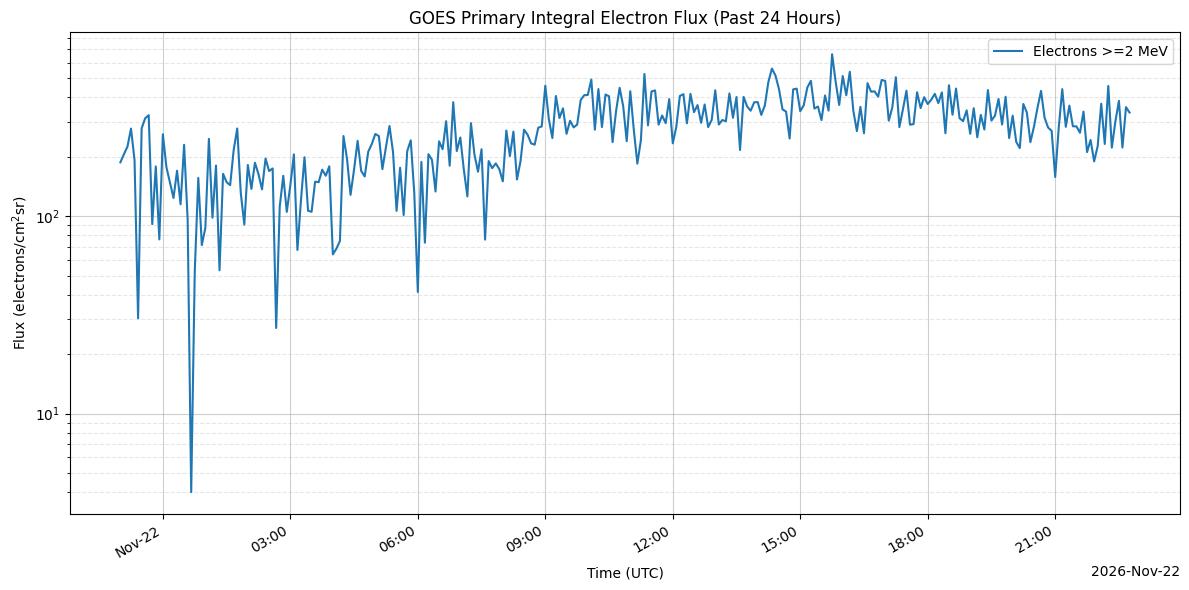 GOES Primary Integral Electron Flux (Past 24 Hours)
Electrons >=2 MeV
Flux (electrons/cm²sr)
10²
10¹
Nov-22
03:00
06:00
09:00
12:00
15:00
18:00
21:00
Time (UTC)
2026-Nov-22